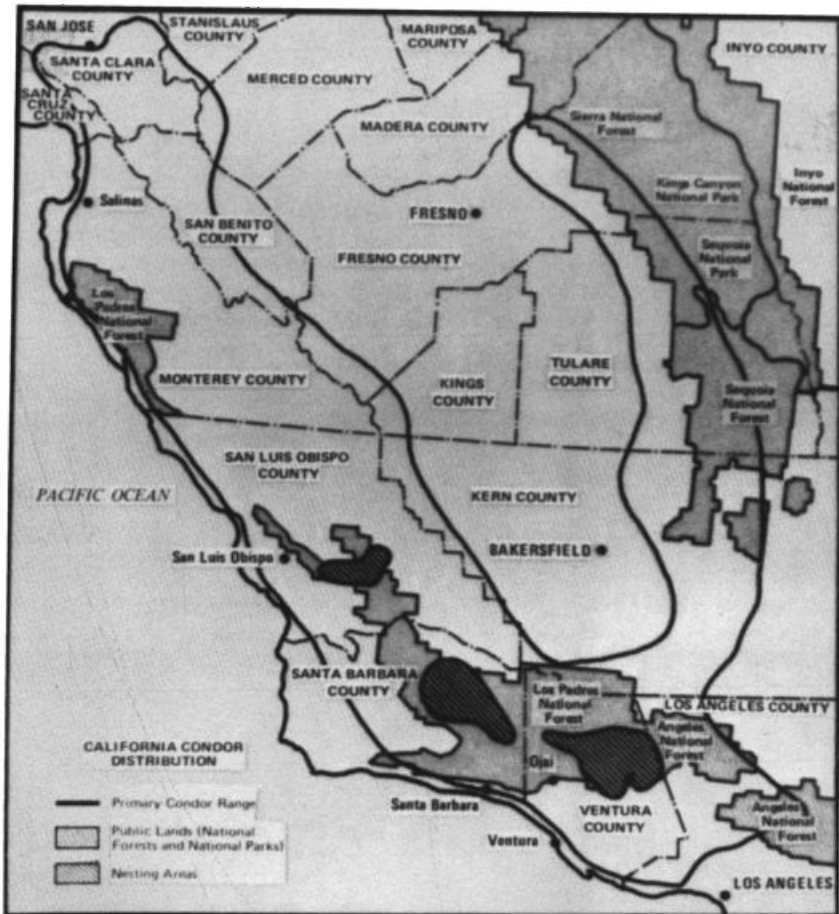 STANISLAUS
COUNTY
MARIPOSA
COUNTY
INYO COUNTY
SAN JOSE
SANTA CLARA
COUNTY
MERCED COUNTY
SANTA
CRUZ
COUNTY
MADERA COUNTY
Sierra National
Forest
Inyo
National
Forest
Kings Canyon
National Park
Salinas
SAN BENITO
COUNTY
FRESNO
FRESNO COUNTY
Sequoia
National
Park
Los
Padres
National
Forest
MONTEREY COUNTY
KINGS
COUNTY
TULARE
COUNTY
Sequoia
National
Forest
SAN LUIS OBISPO
COUNTY
PACIFIC OCEAN
KERN COUNTY
San Luis Obispo
BAKERSFIELD
SANTA BARBARA
COUNTY
Los Padres
National
Forest
LOS ANGELES COUNTY
Angeles
National
Forest
CALIFORNIA CONDOR
DISTRIBUTION
Ojai
Primary Condor Range
Santa Barbara
VENTURA
COUNTY
Angeles
National
Forest
Public Lands (National
Forests and National Parks)
Ventura
Nesting Areas
LOS ANGELES